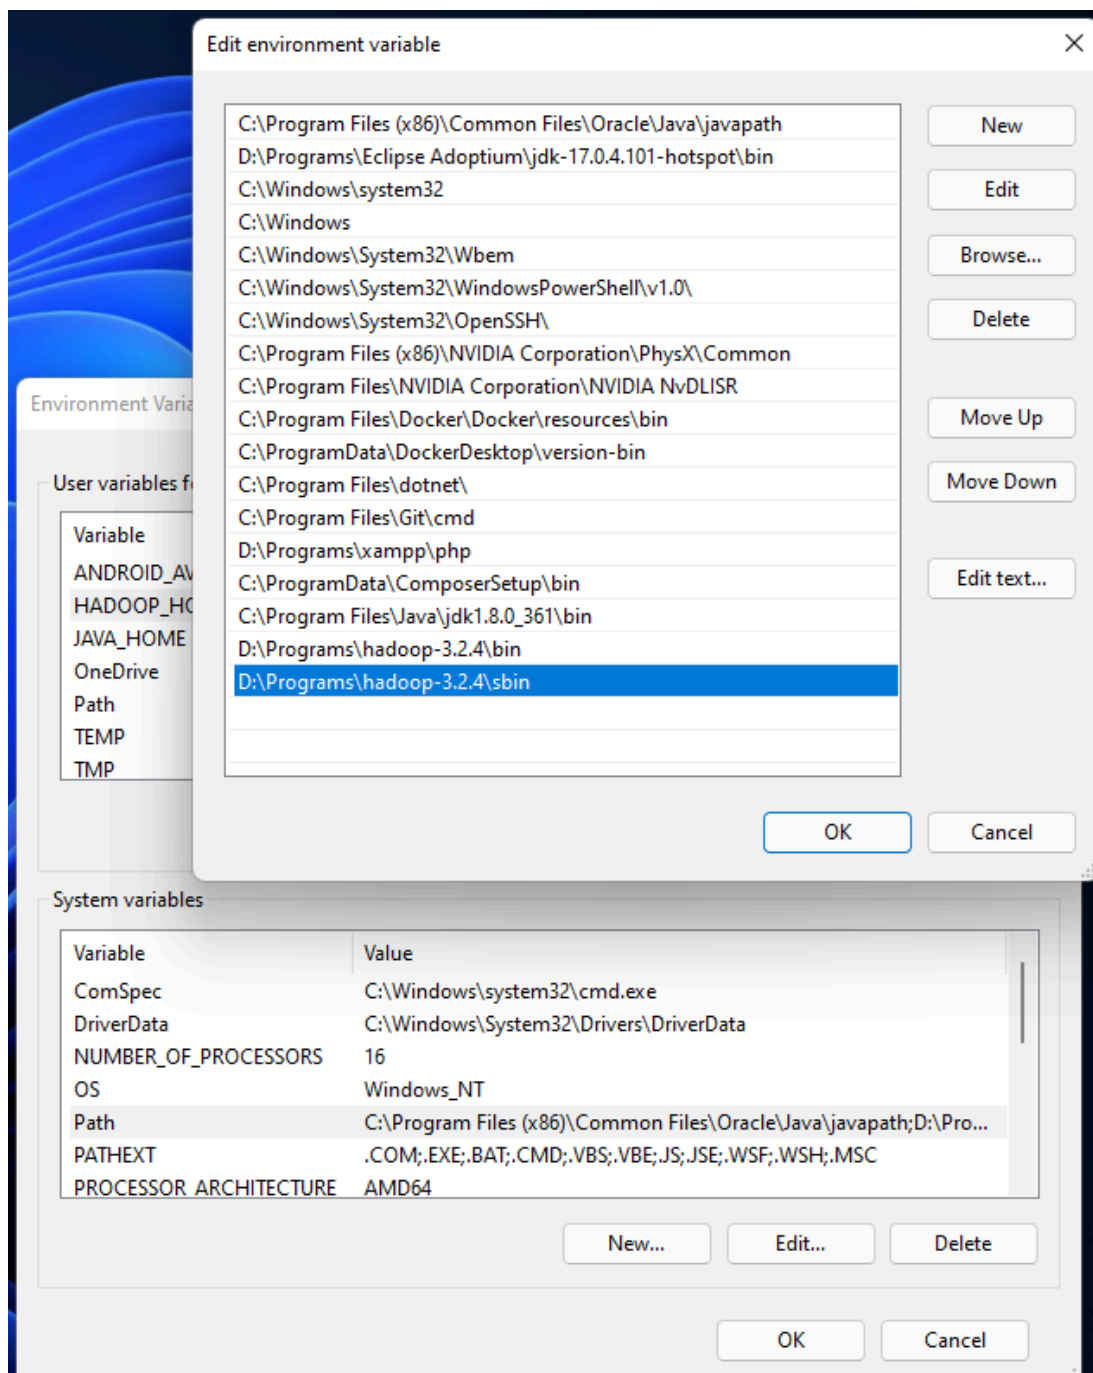 Edit environment variable
C:\Program Files (x86)\Common Files\Oracle\Java\javapath
D:\Programs\Eclipse Adoptium\jdk-17.0.4.101-hotspot\bin
C:\Windows\system32
C:\Windows
C:\Windows\System32\Wbem
C:\Windows\System32\WindowsPowerShell\v1.0\
C:\Windows\System32\OpenSSH\
C:\Program Files (x86)\NVIDIA Corporation\PhysX\Common
C:\Program Files\NVIDIA Corporation\NVIDIA NvDLISR
C:\Program Files\Docker\Docker\resources\bin
C:\ProgramData\DockerDesktop\version-bin
C:\Program Files\dotnet\
C:\Program Files\Git\cmd
D:\Programs\xampp\php
C:\ProgramData\ComposerSetup\bin
C:\Program Files\Java\jdk1.8.0_361\bin
D:\Programs\hadoop-3.2.4\bin
D:\Programs\hadoop-3.2.4\sbin
New
Edit
Browse...
Delete
Move Up
Move Down
Edit text...
OK
Cancel
Environment Varia
User variables f
Variable
ANDROID_AV
HADOOP_HO
JAVA_HOME
OneDrive
Path
TEMP
TMP
System variables
Variable Value
ComSpec C:\Windows\system32\cmd.exe
DriverData C:\Windows\System32\Drivers\DriverData
NUMBER_OF_PROCESSORS 16
OS Windows_NT
Path C:\Program Files (x86)\Common Files\Oracle\Java\javapath;D:\Pro...
PATHEXT .COM;.EXE;.BAT;.CMD;.VBS;.VBE;.JS;.JSE;.WSF;.WSH;.MSC
PROCESSOR_ARCHITECTURE AMD64
New... Edit... Delete
OK Cancel